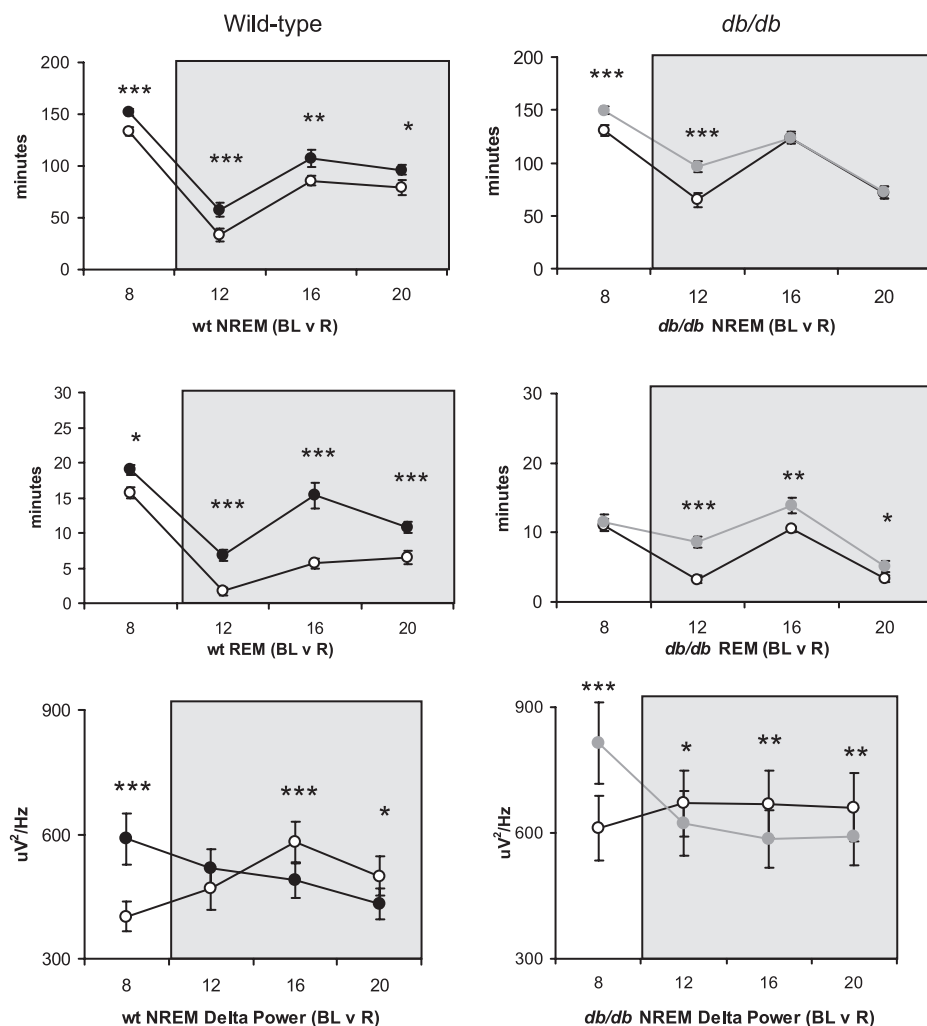 Wild-type
db/db
200
150
100
50
0
minutes
***
***
**
*
8 12 16 20
wt NREM (BL v R)
200
150
100
50
0
minutes
***
***
8 12 16 20
db/db NREM (BL v R)
30
25
20
15
10
5
0
minutes
*
***
***
***
8 12 16 20
wt REM (BL v R)
30
20
10
0
minutes
***
**
*
8 12 16 20
db/db REM (BL v R)
900
600
300
uV²/Hz
***
***
*
8 12 16 20
wt NREM Delta Power (BL v R)
900
600
300
uV²/Hz
***
*
**
**
8 12 16 20
db/db NREM Delta Power (BL v R)